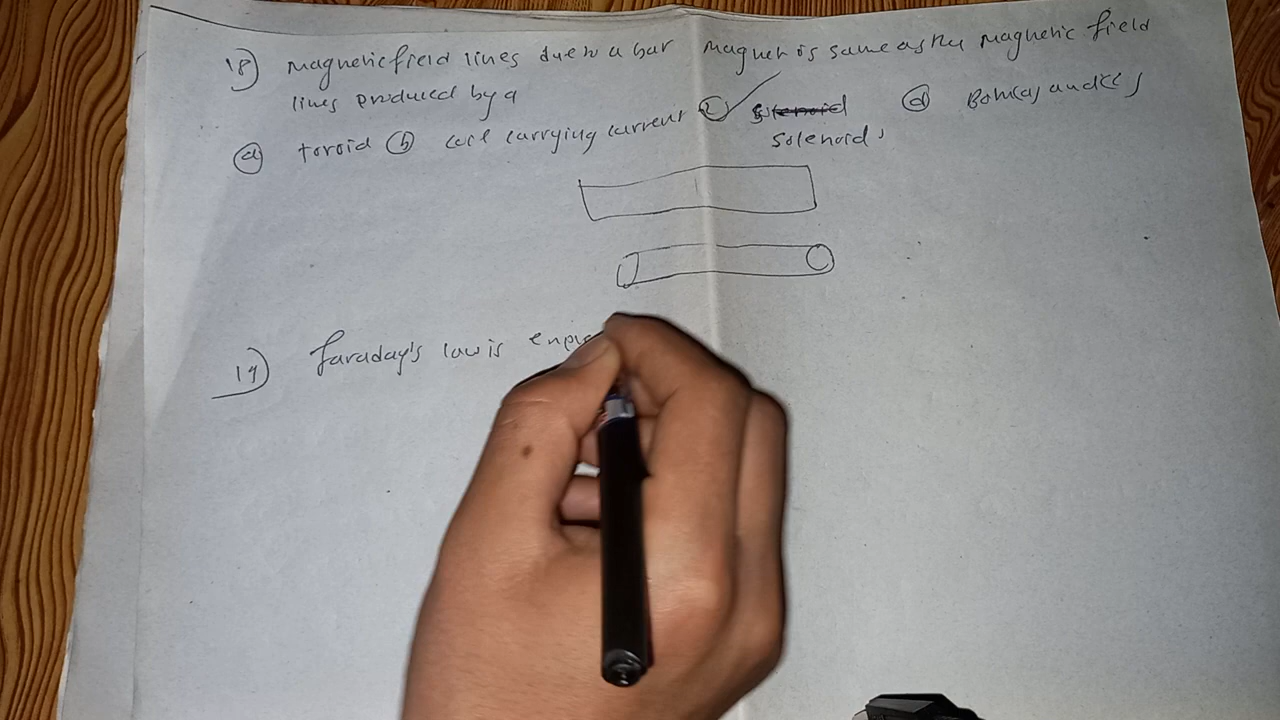 18) Magnetic field lines due to a bar magnet is same as the magnetic field
lines produced by a
(a) toroid (b) coil carrying current (c) solenoid (d) Both (a) and (c)
solenoid
19) Faraday's law is